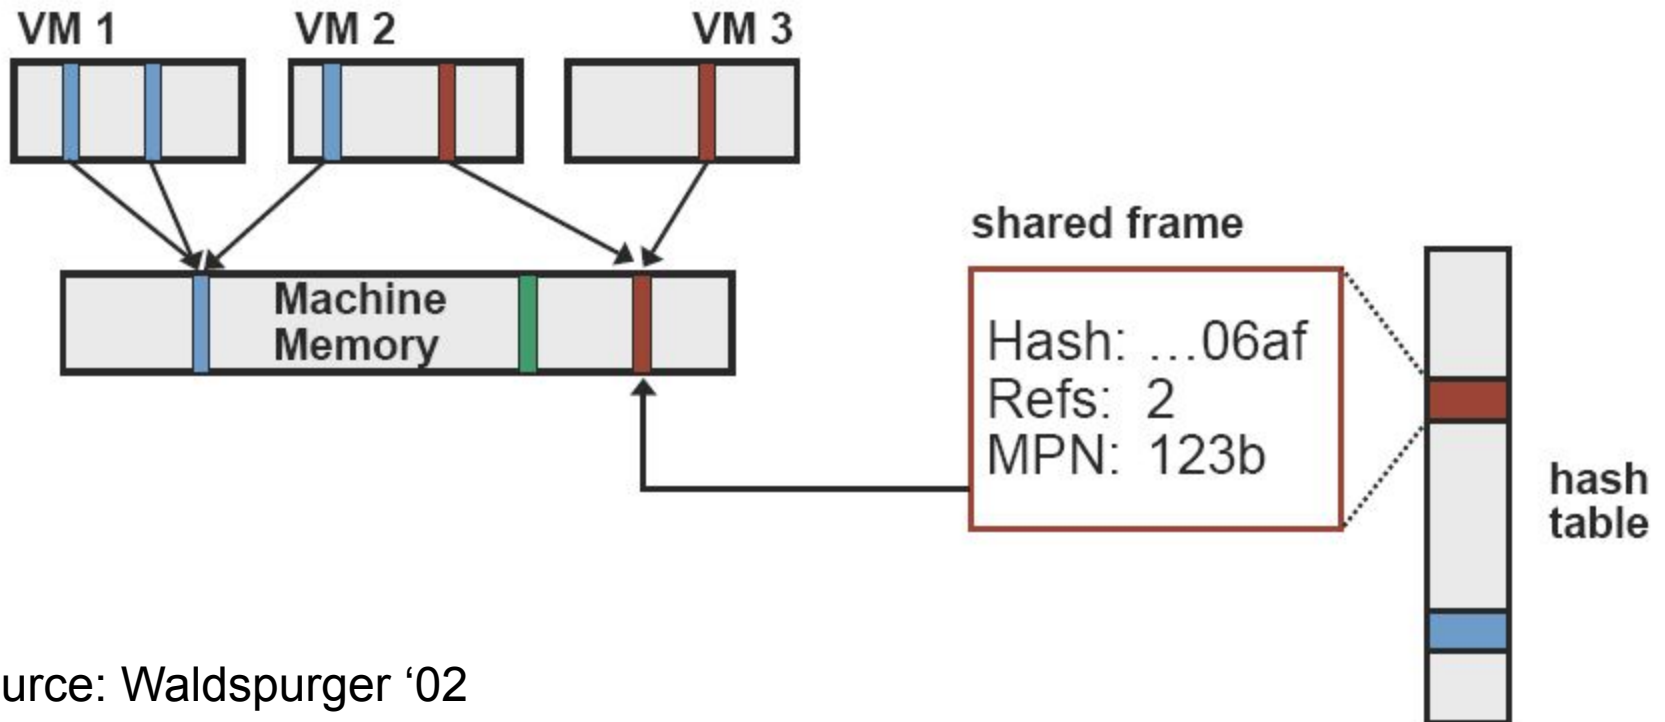 VM 1
VM 2
VM 3
Machine
Memory
shared frame
Hash: ...06af
Refs: 2
MPN: 123b
hash
table
urce: Waldspurger ‘02